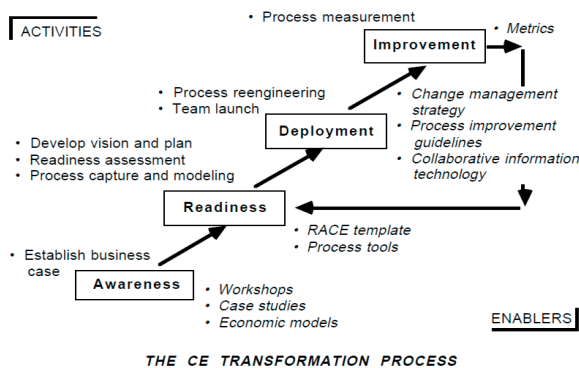 ACTIVITIES
• Process measurement
Improvement
• Metrics
• Process reengineering
• Team launch
Deployment
• Change management
strategy
• Process improvement
guidelines
• Collaborative information
technology
• Develop vision and plan
• Readiness assessment
• Process capture and modeling
Readiness
• RACE template
• Process tools
• Establish business
case
Awareness
• Workshops
• Case studies
• Economic models
ENABLERS
THE CE TRANSFORMATION PROCESS